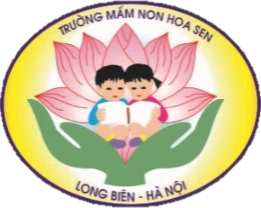 TRƯỜNG MẦM NON HOA SEN
LONG BIÊN - HÀ NỘI